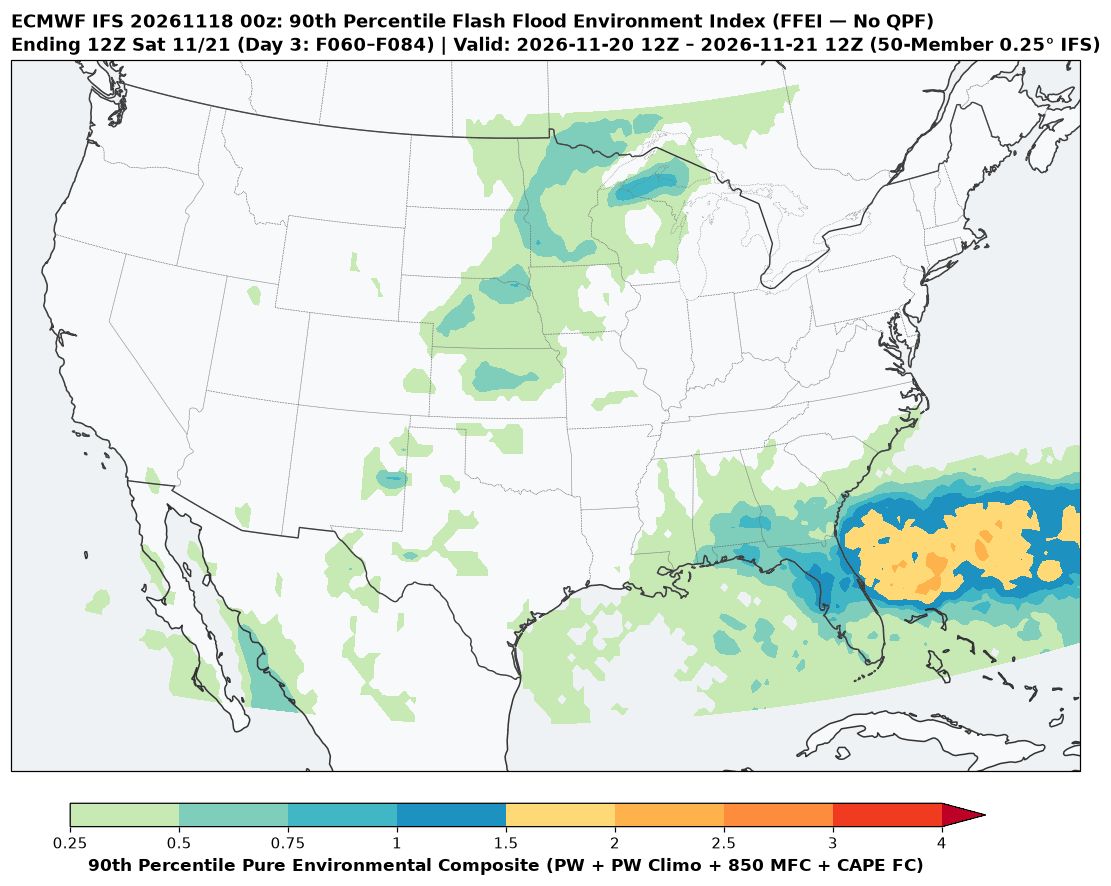 ECMWF IFS 20261118 00z: 90th Percentile Flash Flood Environment Index (FFEI — No QPF)
Ending 12Z Sat 11/21 (Day 3: F060–F084) | Valid: 2026-11-20 12Z – 2026-11-21 12Z (50-Member 0.25° IFS)
0.25 0.5 0.75 1 1.5 2 2.5 3 4
90th Percentile Pure Environmental Composite (PW + PW Climo + 850 MFC + CAPE FC)